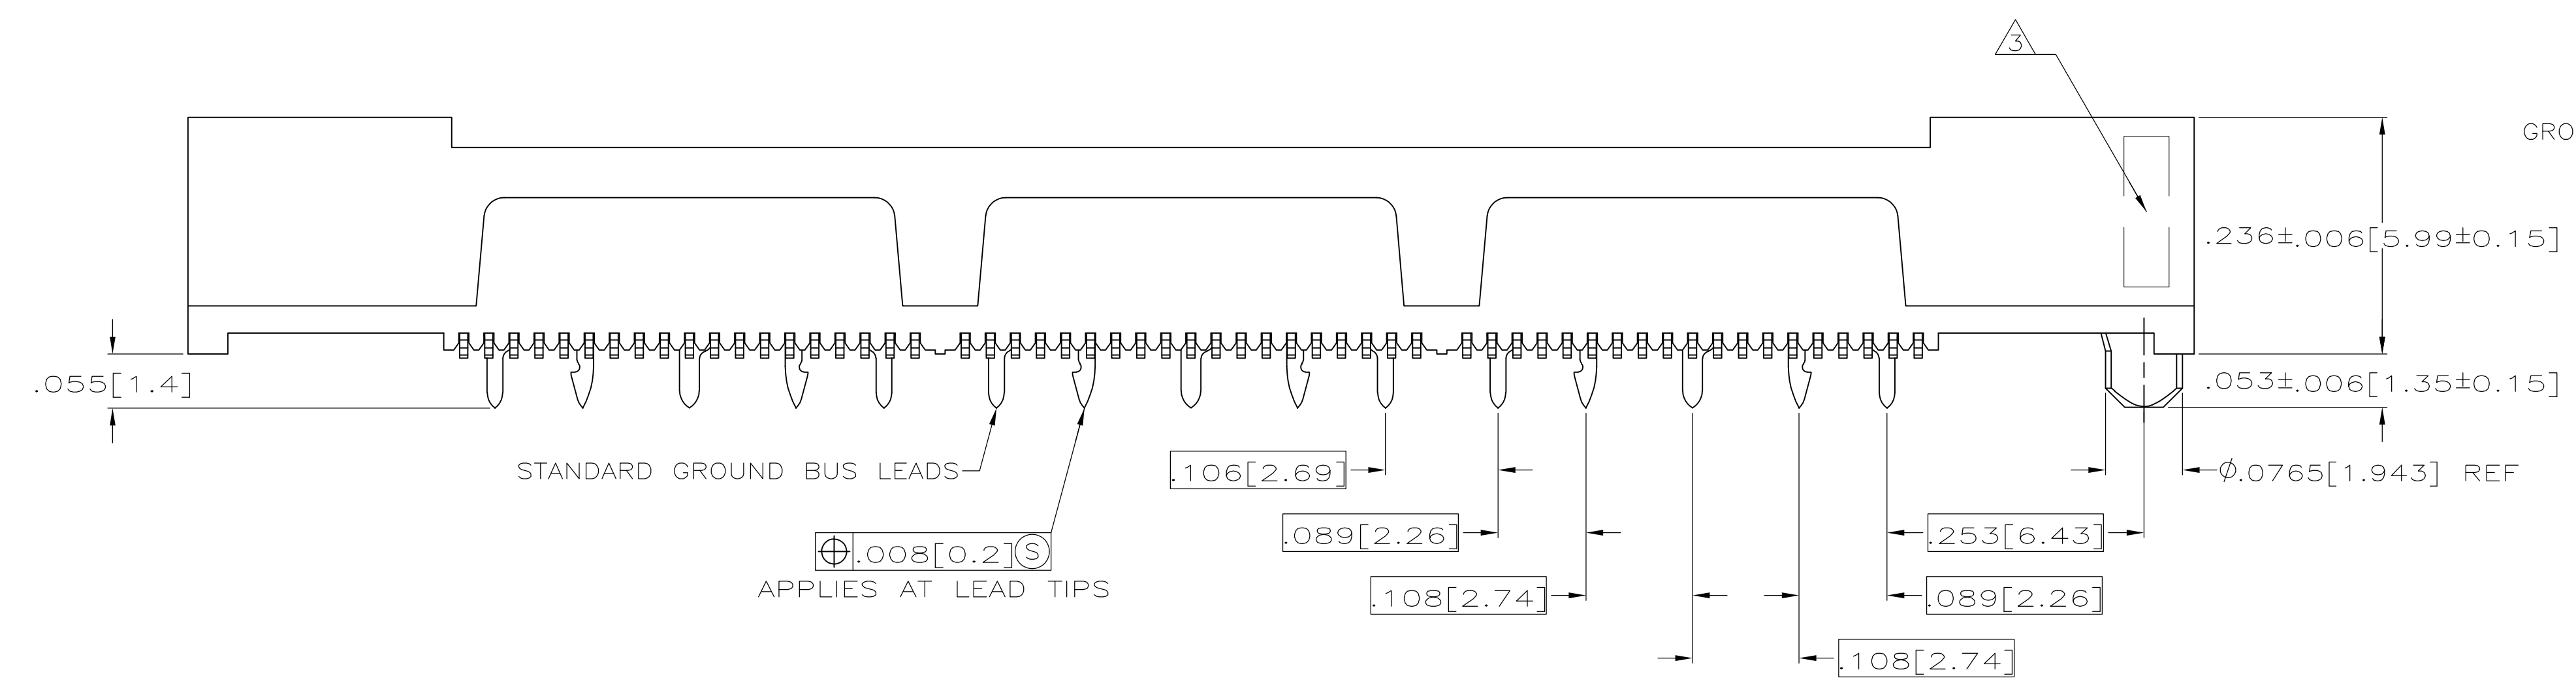 3
GRO
.236±.006[5.99±0.15]
.055[1.4]
.053±.006[1.35±0.15]
STANDARD GROUND BUS LEADS
.106[2.69]
⌀.0765[1.943] REF
.089[2.26]
.253[6.43]
⌖.008[0.2]Ⓢ
APPLIES AT LEAD TIPS
.108[2.74]
.089[2.26]
.108[2.74]